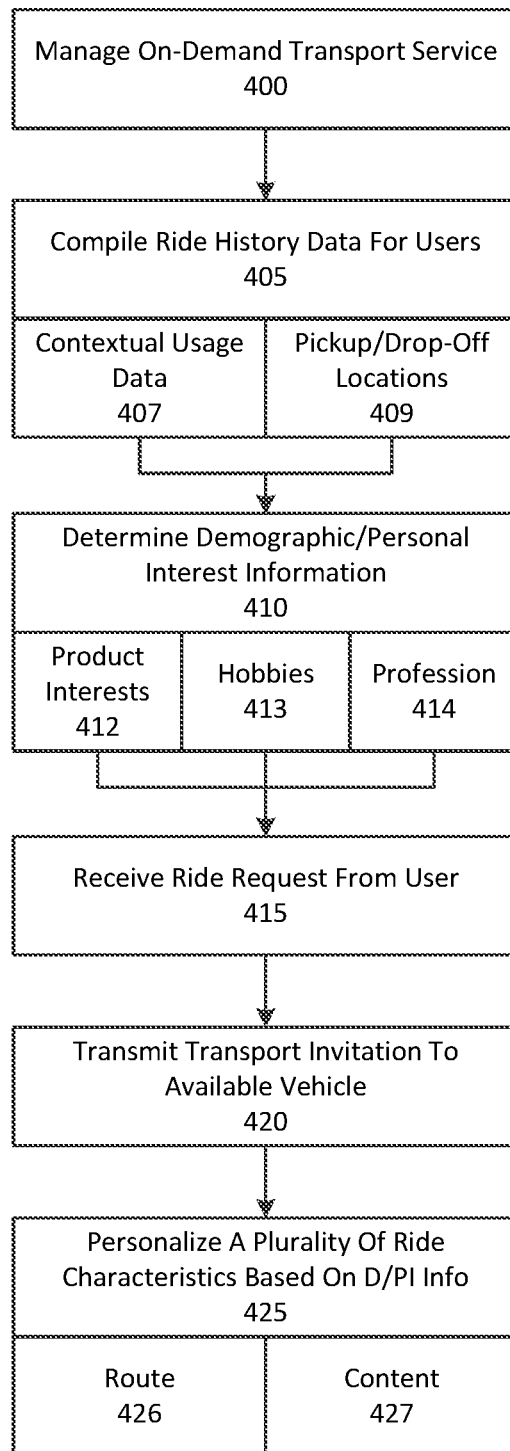 Manage On-Demand Transport Service
400
Compile Ride History Data For Users
405
Contextual Usage
Data
407
Pickup/Drop-Off
Locations
409
Determine Demographic/Personal
Interest Information
410
Product
Interests
412
Hobbies
413
Profession
414
Receive Ride Request From User
415
Transmit Transport Invitation To
Available Vehicle
420
Personalize A Plurality Of Ride
Characteristics Based On D/PI Info
425
Route
426
Content
427